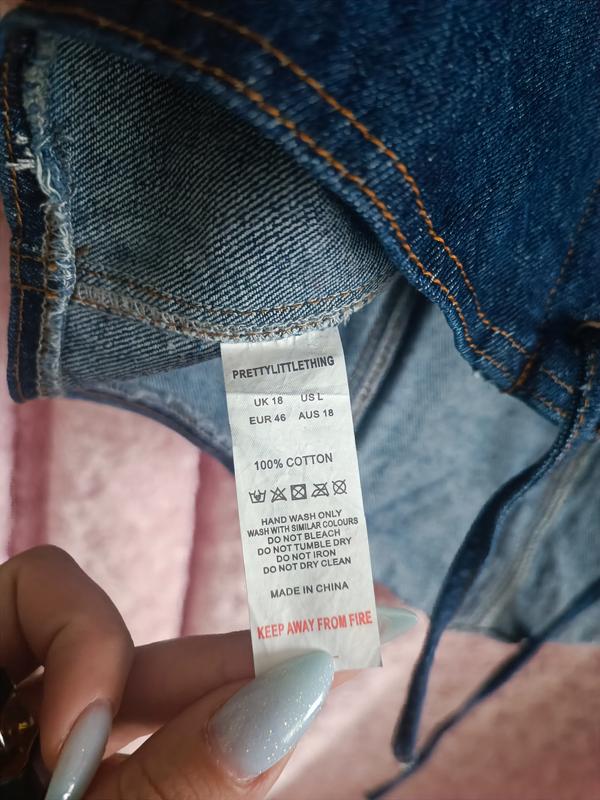 PRETTYLITTLETHING
UK 18 US L
EUR 46 AUS 18
100% COTTON
HAND WASH ONLY
WASH WITH SIMILAR COLOURS
DO NOT BLEACH
DO NOT TUMBLE DRY
DO NOT IRON
DO NOT DRY CLEAN
MADE IN CHINA
KEEP AWAY FROM FIRE